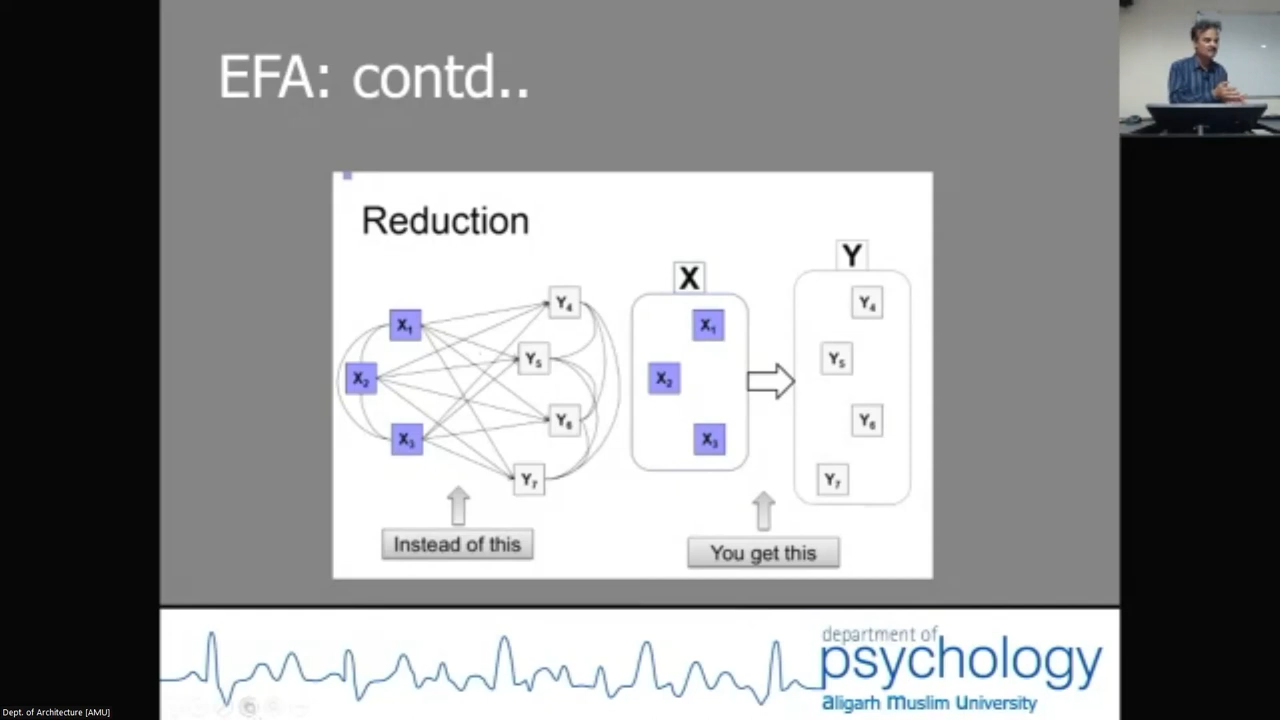 EFA: contd..
Reduction
X
Y
X1
X2
X3
Y4
Y5
Y6
Y7
X1
X2
X3
Y4
Y5
Y6
Y7
Instead of this
You get this
department of
psychology
aligarh muslim university
Dept. of Architecture [AMU]